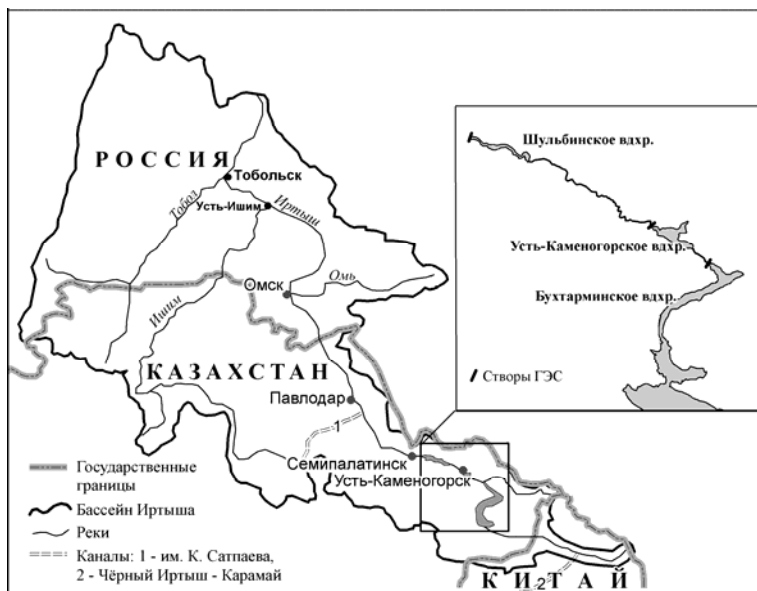 РОССИЯ
Тобольск
Тобол
Усть-Ишим
Иртыш
Омск
Омь
Ишим
КАЗАХСТАН
Павлодар
1
Семипалатинск
Усть-Каменогорск
КИТАЙ
2
Шульбинское вдхр.
Усть-Каменогорское вдхр.
Бухтарминское вдхр.
Створы ГЭС
Государственные
границы
Бассейн Иртыша
Реки
Каналы: 1 - им. К. Сатпаева,
2 - Чёрный Иртыш - Карамай